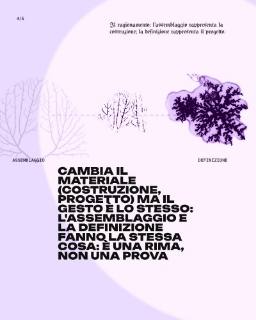 4/6
Il ragionamento: l'assemblaggio rappresenta la
costruzione; la definizione rappresenta il progetto.
ASSEMBLAGGIO
DEFINIZIONE
CAMBIA IL
MATERIALE
(COSTRUZIONE,
PROGETTO) MA IL
GESTO È LO STESSO:
L'ASSEMBLAGGIO E
LA DEFINIZIONE
FANNO LA STESSA
COSA: È UNA RIMA,
NON UNA PROVA